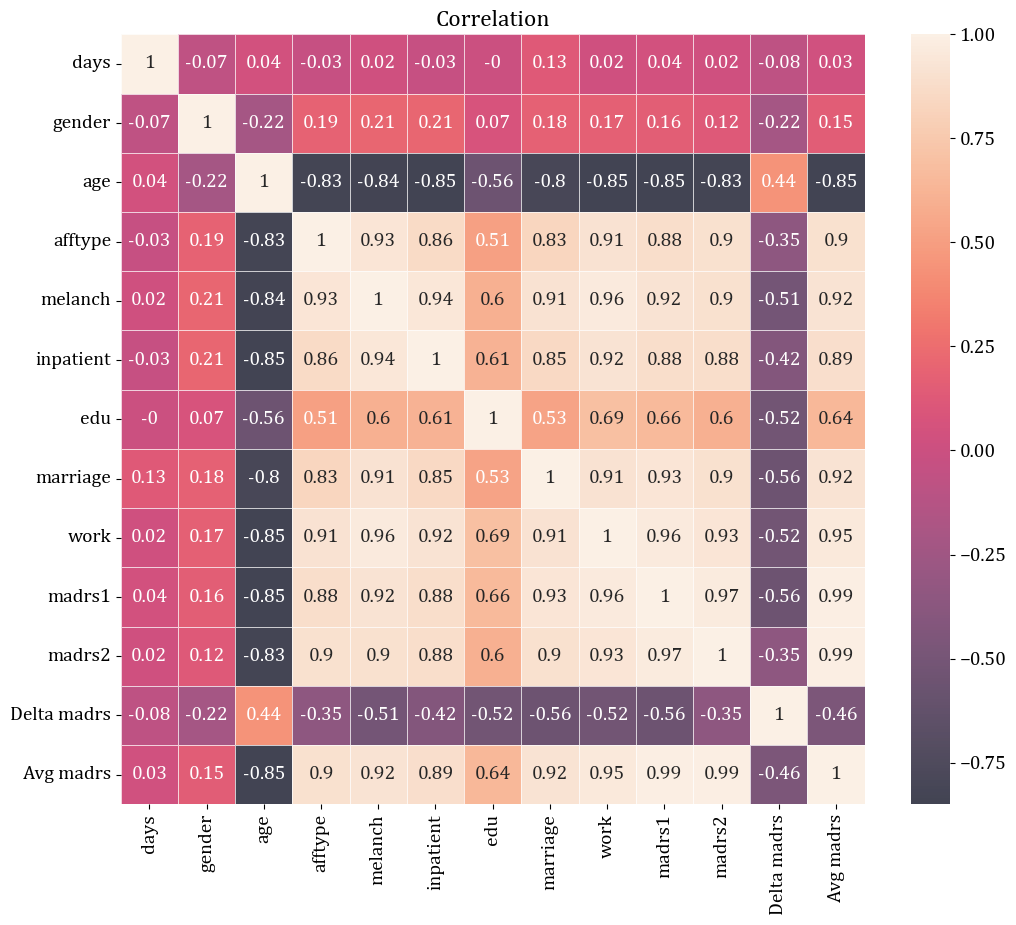 Correlation
days 1 -0.07 0.04 -0.03 0.02 -0.03 -0 0.13 0.02 0.04 0.02 -0.08 0.03
gender -0.07 1 -0.22 0.19 0.21 0.21 0.07 0.18 0.17 0.16 0.12 -0.22 0.15
age 0.04 -0.22 1 -0.83 -0.84 -0.85 -0.56 -0.8 -0.85 -0.85 -0.83 0.44 -0.85
afftype -0.03 0.19 -0.83 1 0.93 0.86 0.51 0.83 0.91 0.88 0.9 -0.35 0.9
melanch 0.02 0.21 -0.84 0.93 1 0.94 0.6 0.91 0.96 0.92 0.9 -0.51 0.92
inpatient -0.03 0.21 -0.85 0.86 0.94 1 0.61 0.85 0.92 0.88 0.88 -0.42 0.89
edu -0 0.07 -0.56 0.51 0.6 0.61 1 0.53 0.69 0.66 0.6 -0.52 0.64
marriage 0.13 0.18 -0.8 0.83 0.91 0.85 0.53 1 0.91 0.93 0.9 -0.56 0.92
work 0.02 0.17 -0.85 0.91 0.96 0.92 0.69 0.91 1 0.96 0.93 -0.52 0.95
madrs1 0.04 0.16 -0.85 0.88 0.92 0.88 0.66 0.93 0.96 1 0.97 -0.56 0.99
madrs2 0.02 0.12 -0.83 0.9 0.9 0.88 0.6 0.9 0.93 0.97 1 -0.35 0.99
Delta madrs -0.08 -0.22 0.44 -0.35 -0.51 -0.42 -0.52 -0.56 -0.52 -0.56 -0.35 1 -0.46
Avg madrs 0.03 0.15 -0.85 0.9 0.92 0.89 0.64 0.92 0.95 0.99 0.99 -0.46 1
days gender age afftype melanch inpatient edu marriage work madrs1 madrs2 Delta madrs Avg madrs
1.00
0.75
0.50
0.25
0.00
−0.25
−0.50
−0.75